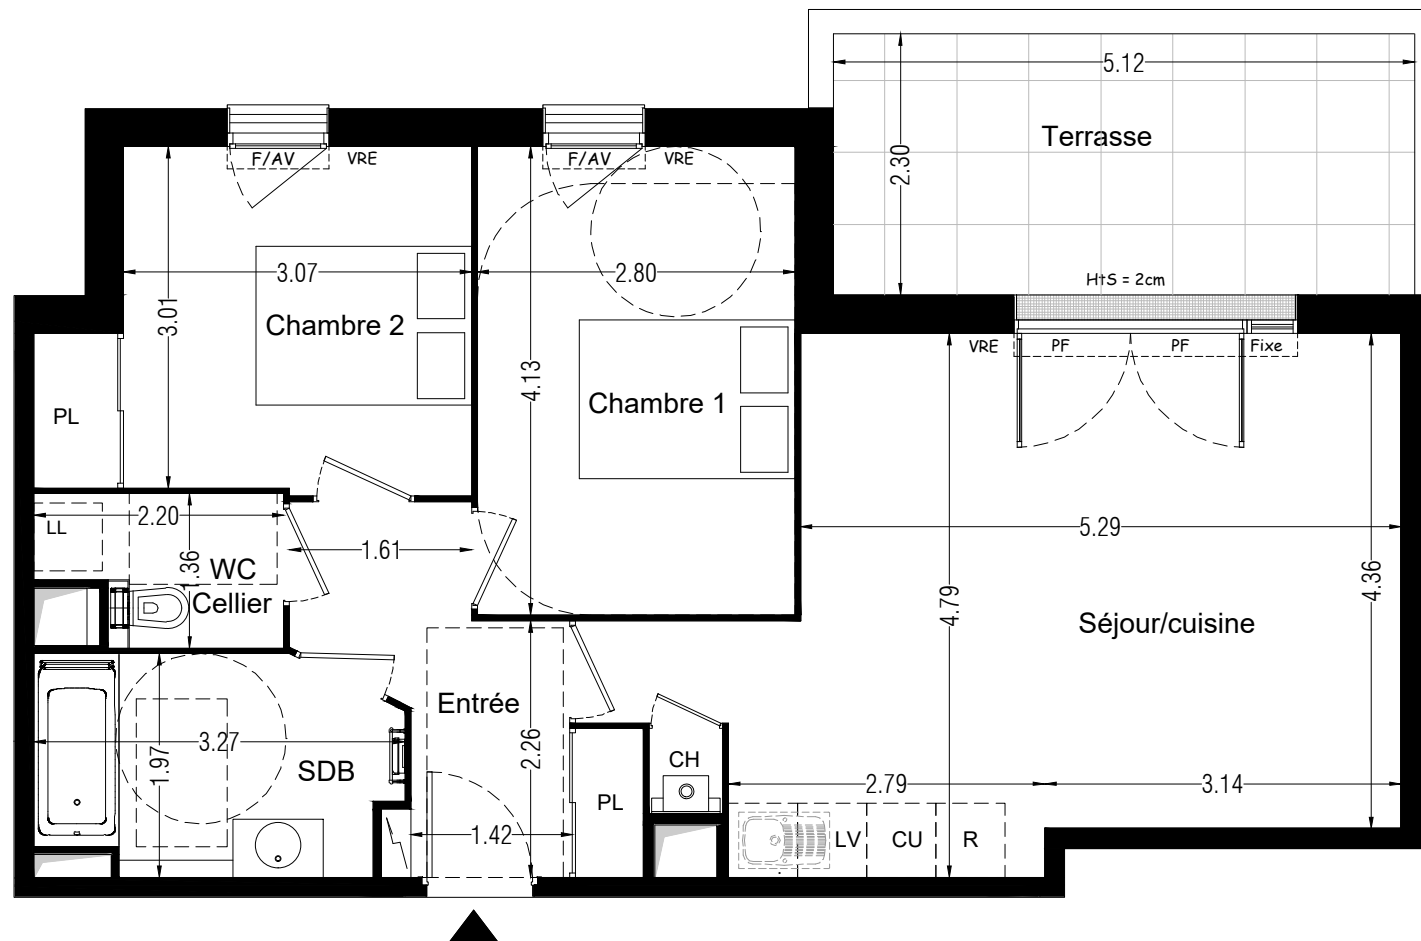 5.12
Terrasse
2.30
F/AV
VRE
F/AV
VRE
3.07
2.80
HtS = 2cm
3.01
Chambre 2
VRE
PF
PF
Fixe
4.13
Chambre 1
PL
LL
2.20
1.61
5.29
1.36
WC
Cellier
4.79
4.36
Séjour/cuisine
Entrée
3.27
1.97
SDB
2.26
CH
2.79
3.14
PL
1.42
LV
CU
R